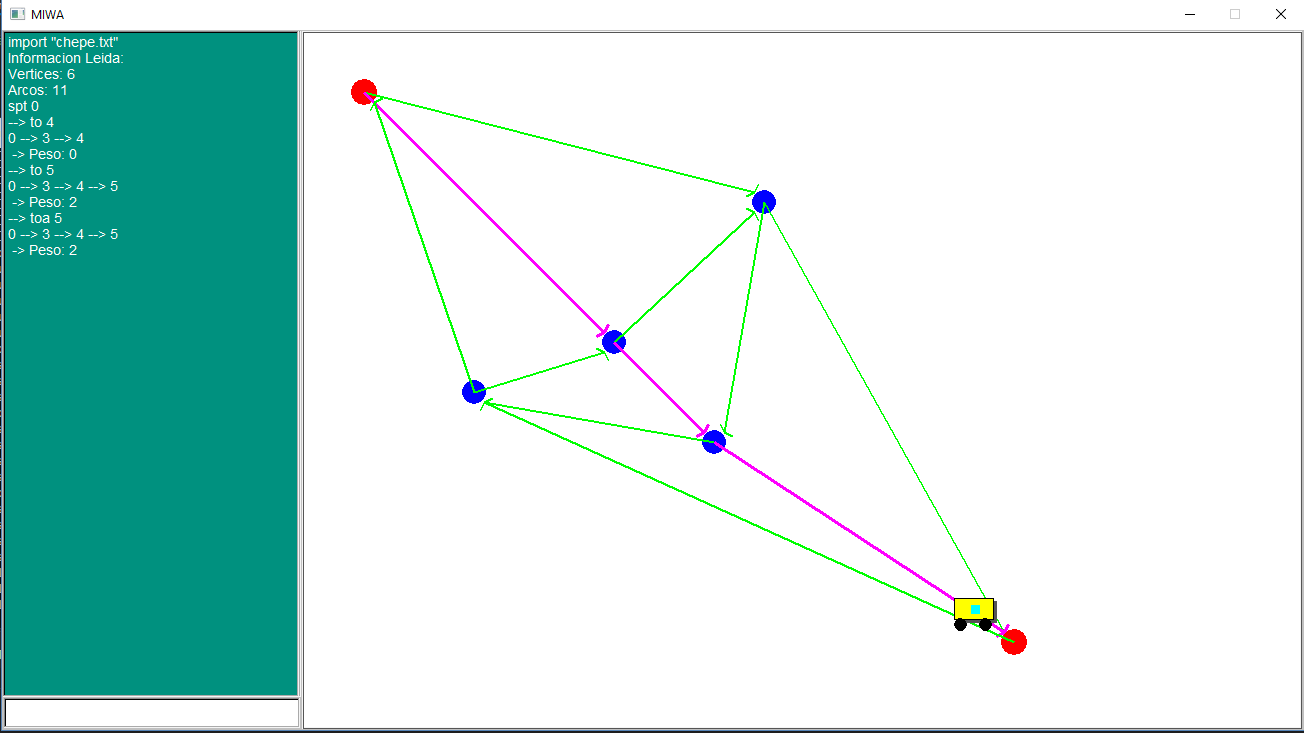 MIWA
import "chepe.txt"
Informacion Leida:
Vertices: 6
Arcos: 11
spt 0
--> to 4
0 --> 3 --> 4
-> Peso: 0
--> to 5
0 --> 3 --> 4 --> 5
-> Peso: 2
--> toa 5
0 --> 3 --> 4 --> 5
-> Peso: 2